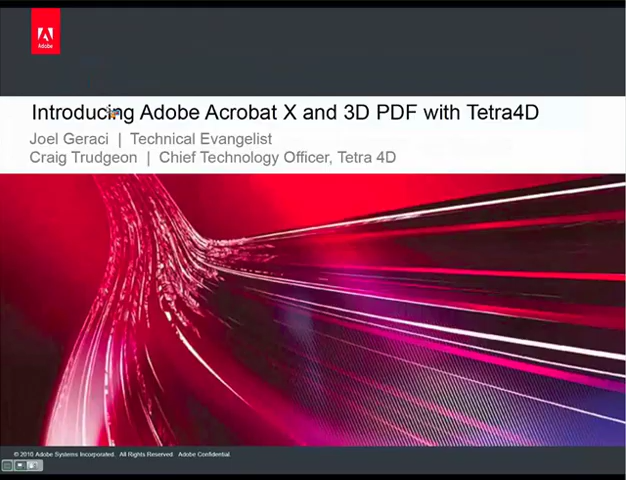 Adobe
Introducing Adobe Acrobat X and 3D PDF with Tetra4D
Joel Geraci | Technical Evangelist
Craig Trudgeon | Chief Technology Officer, Tetra 4D
© 2010 Adobe Systems Incorporated. All Rights Reserved Adobe Confidential.